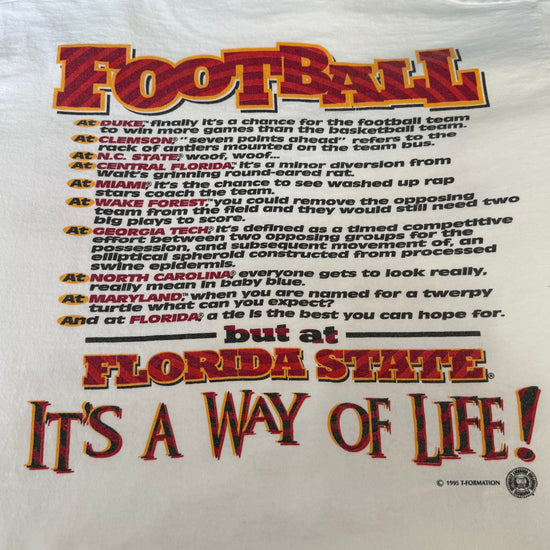 FOOTBALL
At DUKE,™ finally it's a chance for the football team
to win more games than the basketball team.
At CLEMSON,® "seven points ahead" refers to the
rack of antlers mounted on the team bus.
At N.C. STATE,® woof, woof...
At CENTRAL FLORIDA,® it's a minor diversion from
Walt's grinning round-eared rat.
At MIAMI,® it's the chance to see washed up rap
stars coach the team.
At WAKE FOREST,™ you could remove the opposing
team from the field and they would still need two
big plays to score.
At GEORGIA TECH,® it's defined as a timed competitive
effort between two opposing groups for the
possession, and subsequent movement of, an
elliptical spheroid constructed from processed
swine epidermis.
At NORTH CAROLINA,® everyone gets to look really,
really mean in baby blue.
At MARYLAND,™ when you are named for a twerpy
turtle what can you expect?
And at FLORIDA,® a tie is the best you can hope for.
but at
FLORIDA STATE®
IT'S A WAY OF LIFE!
© 1995 T-FORMATION